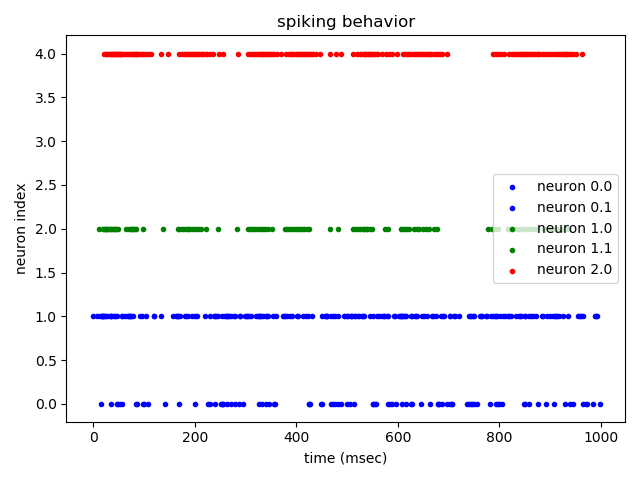 spiking behavior
4.0
3.5
3.0
2.5
2.0
1.5
1.0
0.5
0.0
neuron index
neuron 0.0
neuron 0.1
neuron 1.0
neuron 1.1
neuron 2.0
0 200 400 600 800 1000
time (msec)